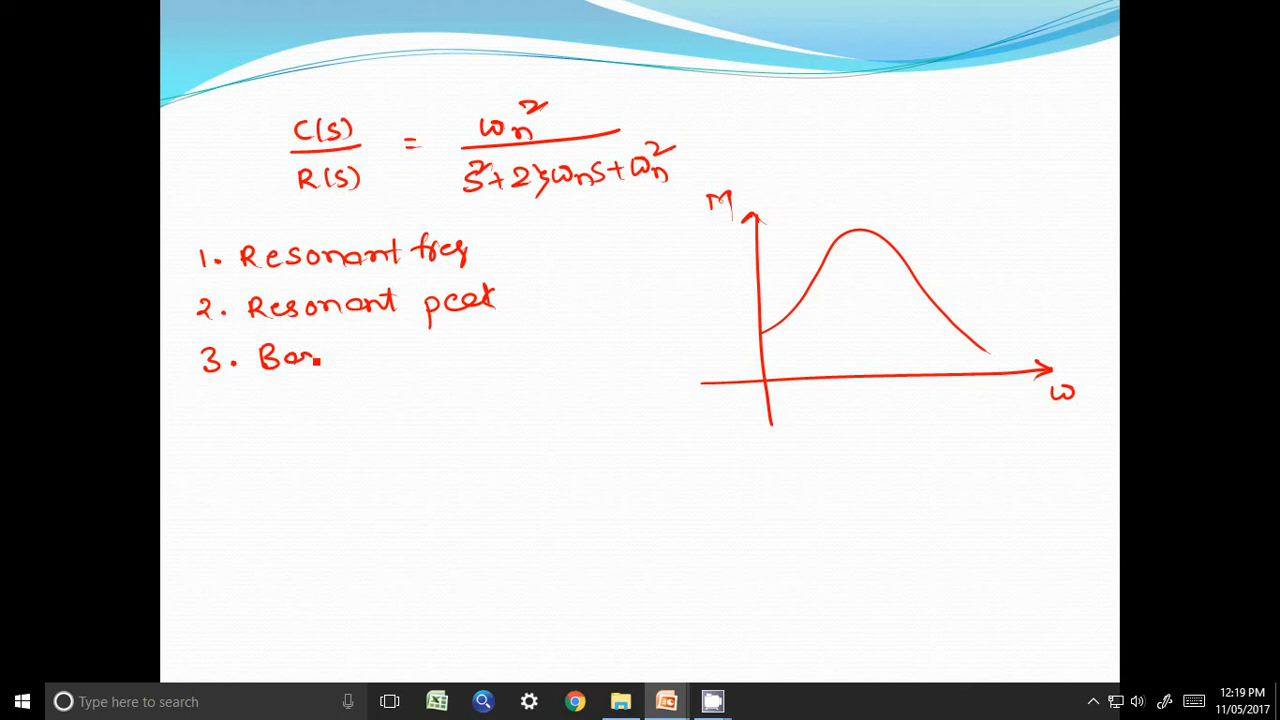 C(S)
R(S)
=
ωn²
S²+2ξωnS+ωn²
M
1. Resonant freq
2. Resonant peak
3. Ban
ω
Type here to search
12:19 PM
11/05/2017